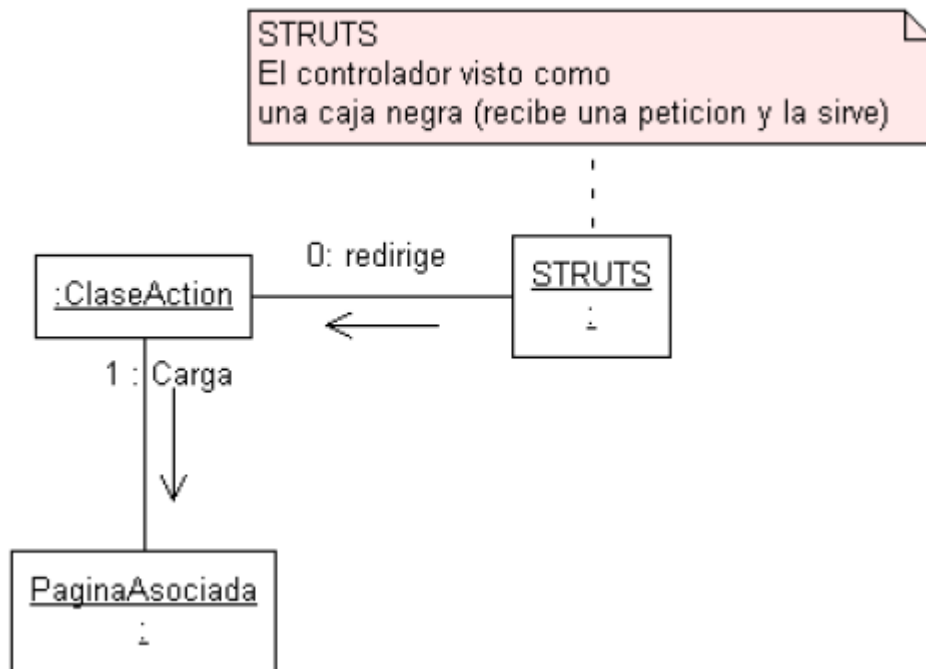 STRUTS
El controlador visto como
una caja negra (recibe una peticion y la sirve)
0: redirige
STRUTS
:
:ClaseAction
1 : Carga
PaginaAsociada
: